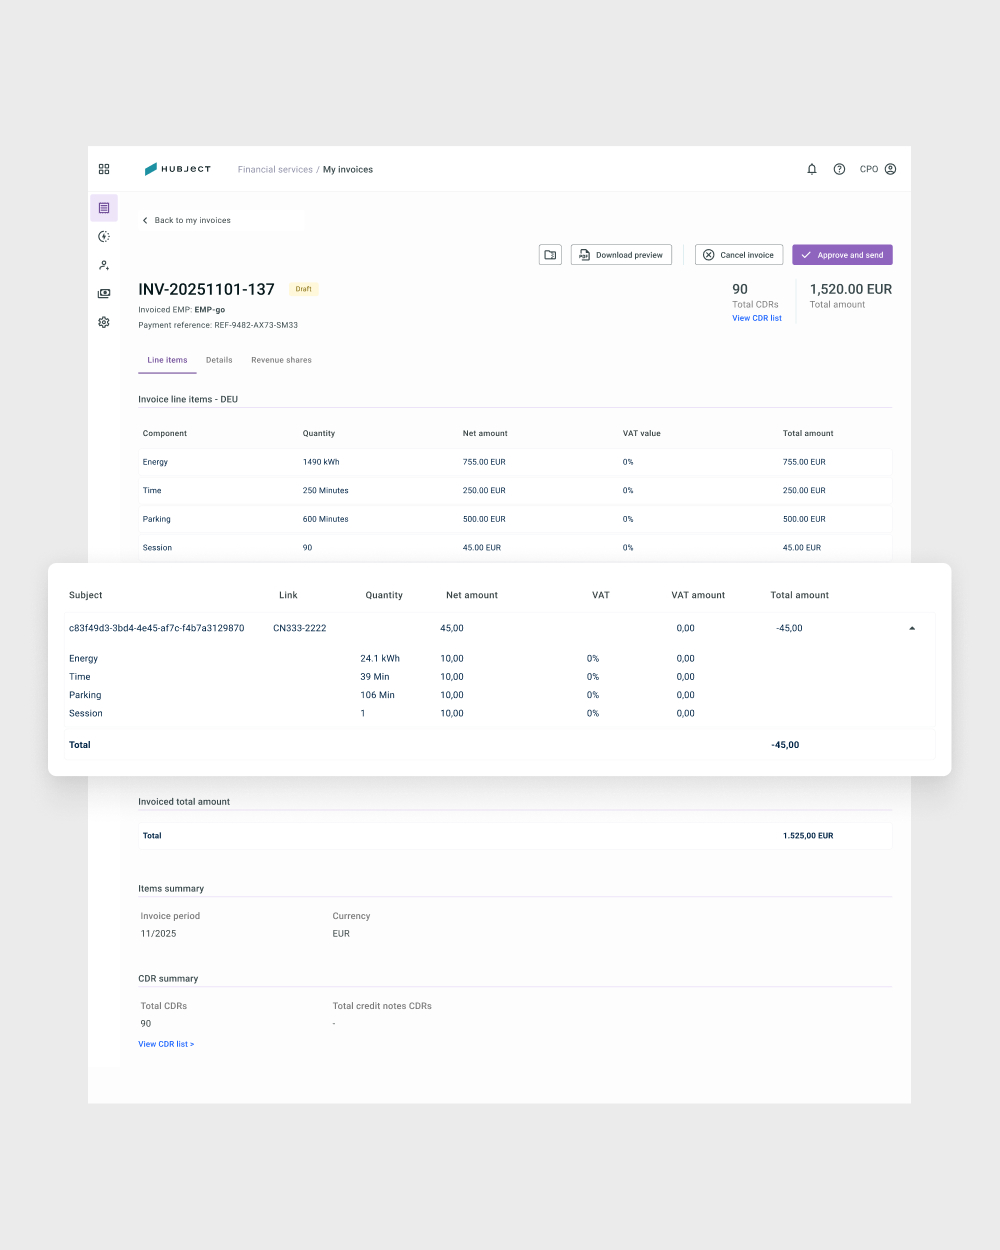 HUBJECT Financial services / My invoices CPO
Back to my invoices
PDF Download preview Cancel invoice Approve and send
INV-20251101-137 Draft 90 1,520.00 EUR
Invoiced EMP: EMP-go Total CDRs Total amount
Payment reference: REF-9482-AX73-SM33 View CDR list
Line items Details Revenue shares
Invoice line items - DEU
Component Quantity Net amount VAT value Total amount
Energy 1490 kWh 755.00 EUR 0% 755.00 EUR
Time 250 Minutes 250.00 EUR 0% 250.00 EUR
Parking 600 Minutes 500.00 EUR 0% 500.00 EUR
Session 90 45.00 EUR 0% 45.00 EUR
Subject Link Quantity Net amount VAT VAT amount Total amount
c83f49d3-3bd4-4e45-af7c-f4b7a3129870 CN333-2222 45,00 0,00 -45,00
Energy 24.1 kWh 10,00 0% 0,00
Time 39 Min 10,00 0% 0,00
Parking 106 Min 10,00 0% 0,00
Session 1 10,00 0% 0,00
Total -45,00
Invoiced total amount
Total 1.525,00 EUR
Items summary
Invoice period Currency
11/2025 EUR
CDR summary
Total CDRs Total credit notes CDRs
90 -
View CDR list >